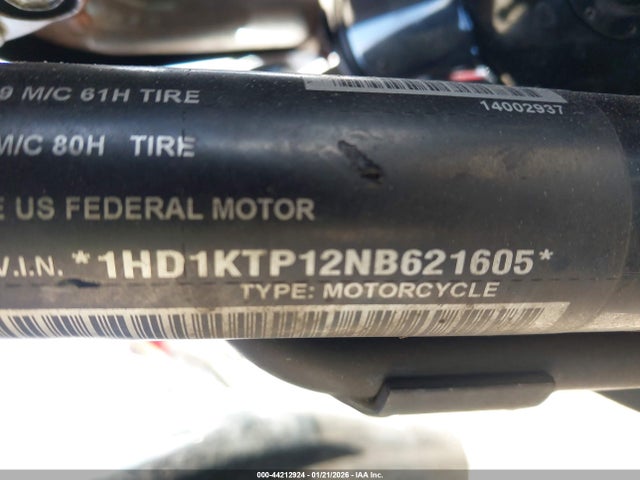 9 M/C 61H TIRE
14002937
M/C 80H TIRE
E US FEDERAL MOTOR
V.I.N. *1HD1KTP12NB621605*
TYPE: MOTORCYCLE
000-44212924 - 01/21/2026 - © IAA, Inc.